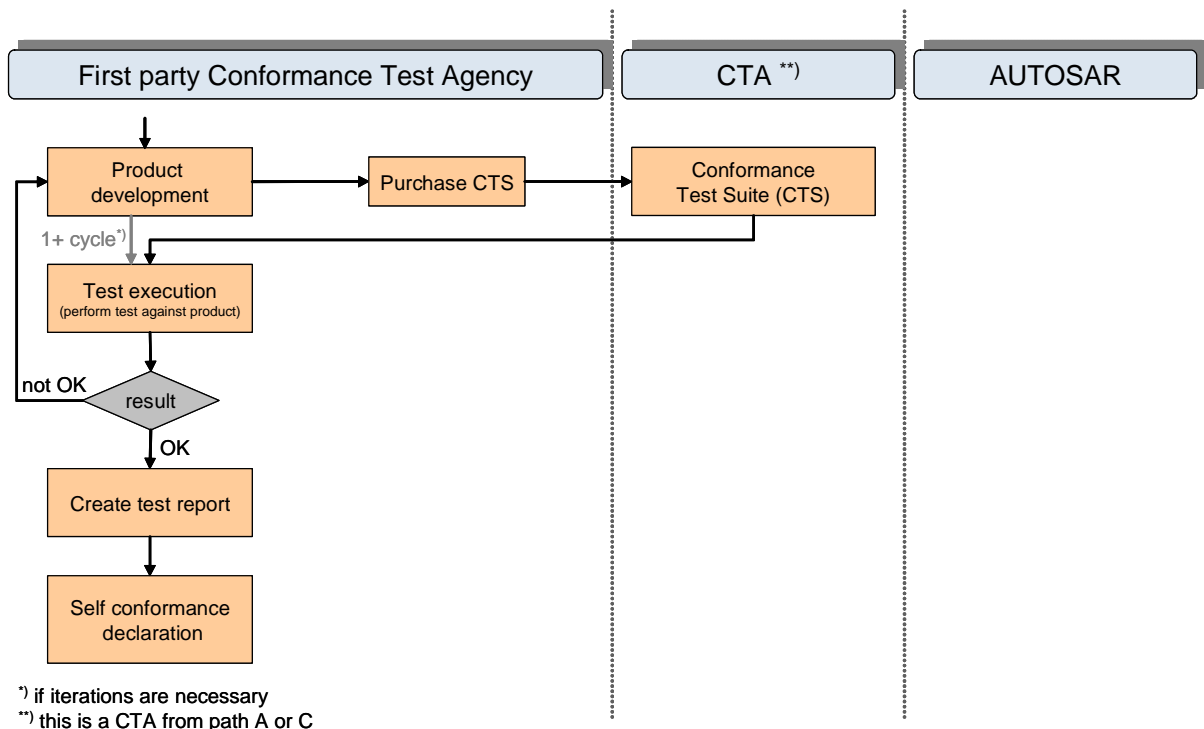 First party Conformance Test Agency
CTA **)
AUTOSAR
Product
development
Purchase CTS
Conformance
Test Suite (CTS)
1+ cycle*)
Test execution
(perform test against product)
not OK
result
OK
Create test report
Self conformance
declaration
*) if iterations are necessary
**) this is a CTA from path A or C